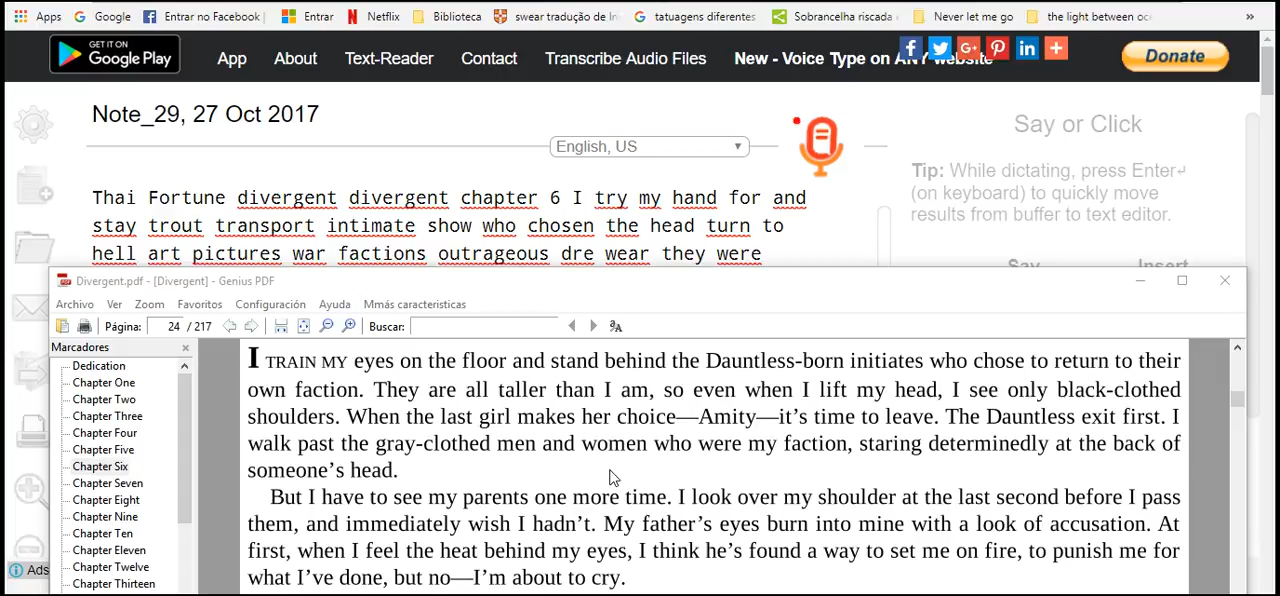 Apps Google Entrar no Facebook Entrar Netflix Biblioteca swear tradução de In tatuagens diferentes Sobrancelha riscada Never let me go the light between oc »
GET IT ON
Google Play App About Text-Reader Contact Transcribe Audio Files New - Voice Type on ANY website Donate
Note_29, 27 Oct 2017
Say or Click
English, US
Tip: While dictating, press Enter↵
(on keyboard) to quickly move
results from buffer to text editor.
Thai Fortune divergent divergent chapter 6 I try my hand for and
stay trout transport intimate show who chosen the head turn to
hell art pictures war factions outrageous dre wear they were
Say Insert
Divergent.pdf - [Divergent] - Genius PDF
Archivo Ver Zoom Favoritos Configuración Ayuda Mmás caracteristicas
Página: 24 / 217 Buscar:
Marcadores
Dedication
Chapter One
Chapter Two
Chapter Three
Chapter Four
Chapter Five
Chapter Six
Chapter Seven
Chapter Eight
Chapter Nine
Chapter Ten
Chapter Eleven
Chapter Twelve
Chapter Thirteen
I TRAIN MY eyes on the floor and stand behind the Dauntless-born initiates who chose to return to their
own faction. They are all taller than I am, so even when I lift my head, I see only black-clothed
shoulders. When the last girl makes her choice—Amity—it's time to leave. The Dauntless exit first. I
walk past the gray-clothed men and women who were my faction, staring determinedly at the back of
someone's head.
But I have to see my parents one more time. I look over my shoulder at the last second before I pass
them, and immediately wish I hadn't. My father's eyes burn into mine with a look of accusation. At
first, when I feel the heat behind my eyes, I think he's found a way to set me on fire, to punish me for
what I've done, but no—I'm about to cry.
Ads